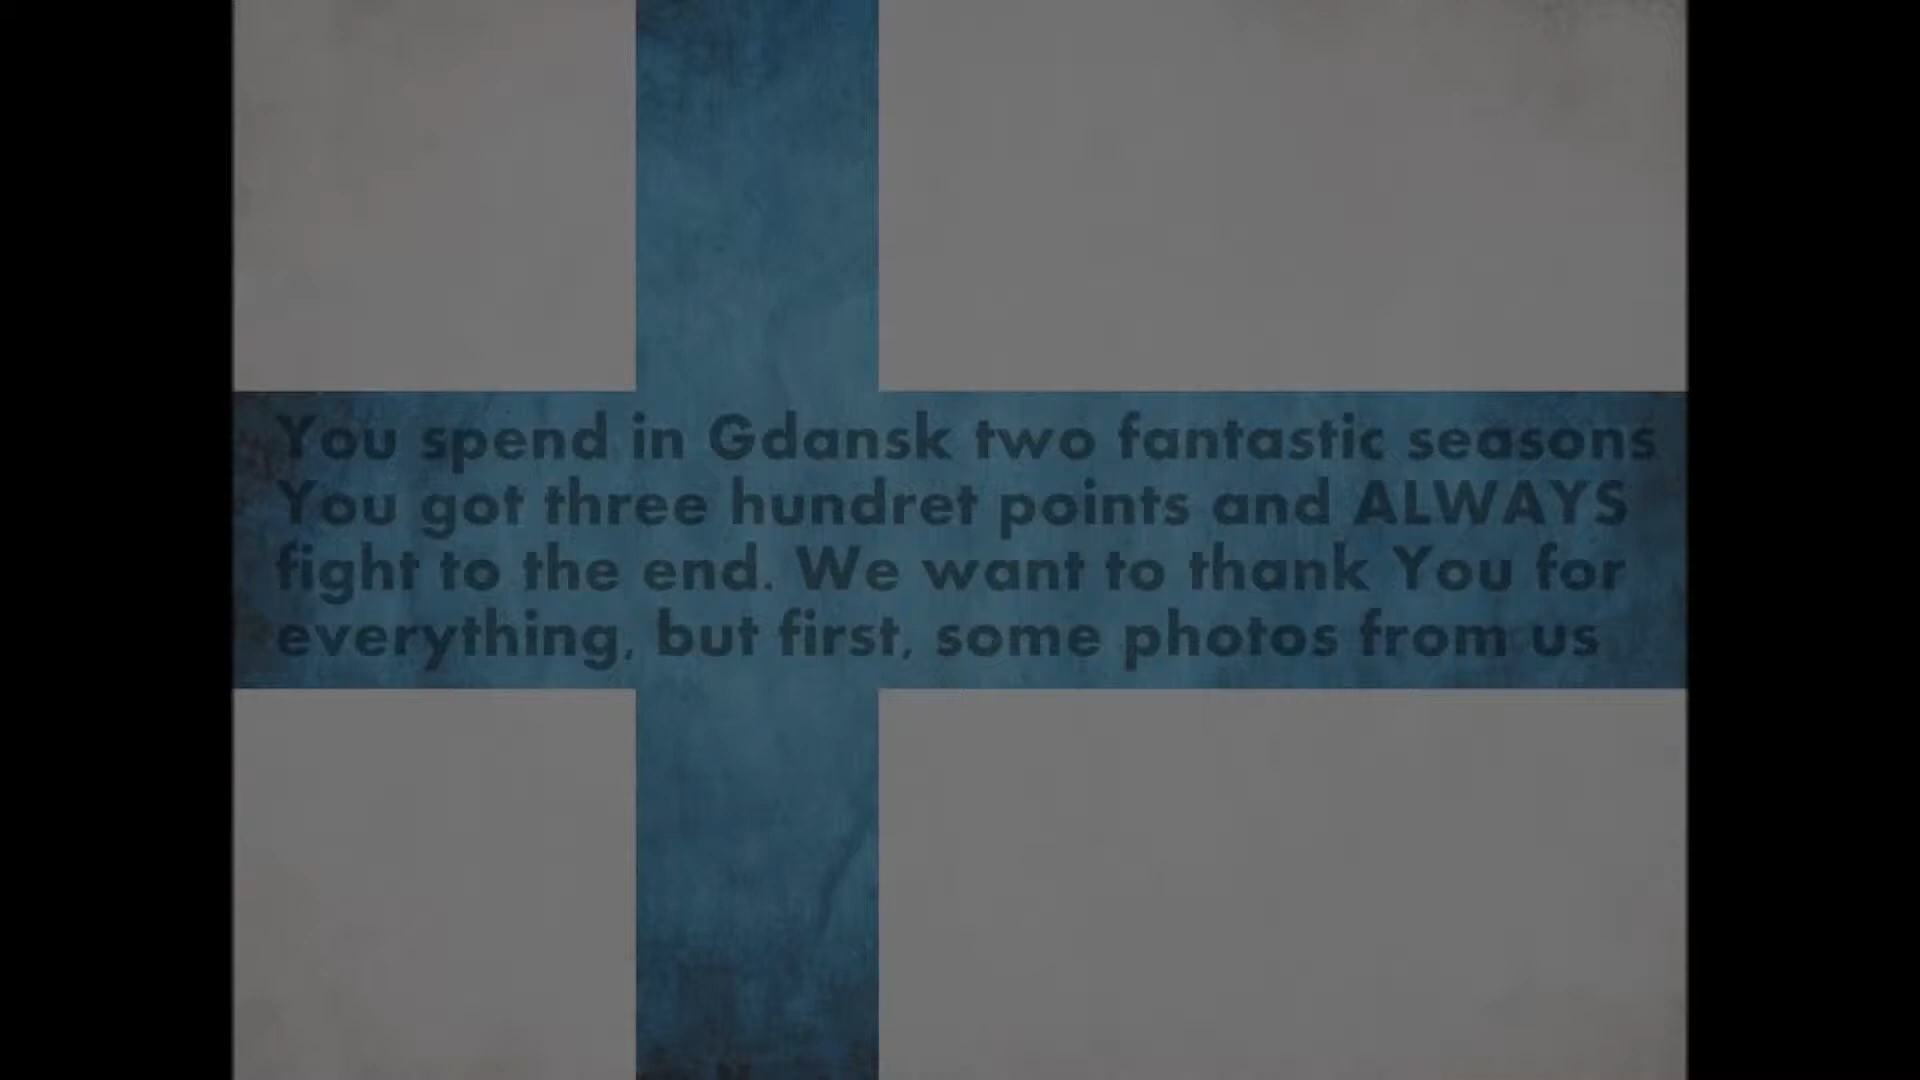 You spend in Gdansk two fantastic seasons
You got three hundret points and ALWAYS
fight to the end. We want to thank You for
everything, but first, some photos from us